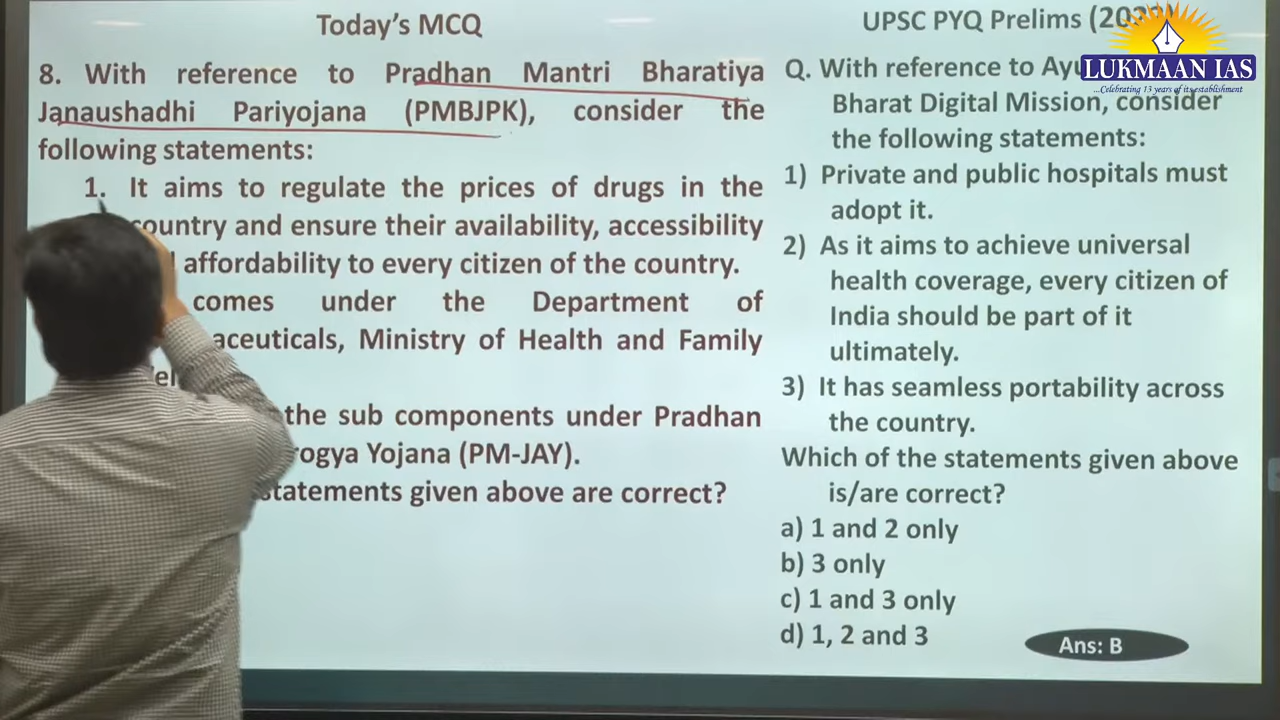 Today's MCQ
8. With reference to Pradhan Mantri Bharatiya
Janaushadhi Pariyojana (PMBJPK), consider the
following statements:
1. It aims to regulate the prices of drugs in the
country and ensure their availability, accessibility
affordability to every citizen of the country.
comes under the Department of
aceuticals, Ministry of Health and Family
the sub components under Pradhan
rogya Yojana (PM-JAY).
statements given above are correct?
UPSC PYQ Prelims
LUKMAAN IAS
...Celebrating 13 years of its establishment
Q. With reference to
Bharat Digital Mission, consider
the following statements:
1) Private and public hospitals must
adopt it.
2) As it aims to achieve universal
health coverage, every citizen of
India should be part of it
ultimately.
3) It has seamless portability across
the country.
Which of the statements given above
is/are correct?
a) 1 and 2 only
b) 3 only
c) 1 and 3 only
d) 1, 2 and 3
Ans: B